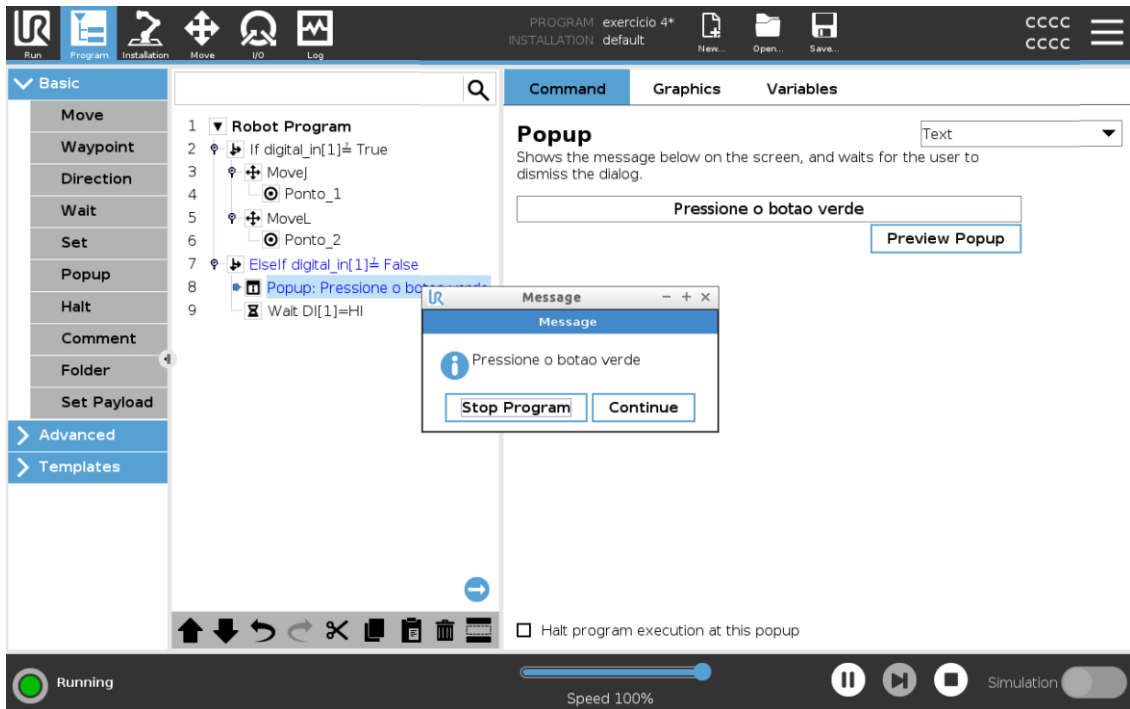 PROGRAM exercicio 4*
INSTALLATION default
Run
Program
Installation
Move
I/O
Log
New...
Open...
Save...
CCCC
CCCC
Basic
Move
Waypoint
Direction
Wait
Set
Popup
Halt
Comment
Folder
Set Payload
Advanced
Templates
1 Robot Program
2 If digital_in[1]≟ True
3 MoveJ
4 Ponto_1
5 MoveL
6 Ponto_2
7 ElseIf digital_in[1]≟ False
8 Popup: Pressione o
9 Wait DI[1]=HI
Command
Graphics
Variables
Popup
Text
Shows the message below on the screen, and waits for the user to
dismiss the dialog.
Pressione o botao verde
Preview Popup
Message
Message
Pressione o botao verde
Stop Program
Continue
Halt program execution at this popup
Running
Speed 100%
Simulation